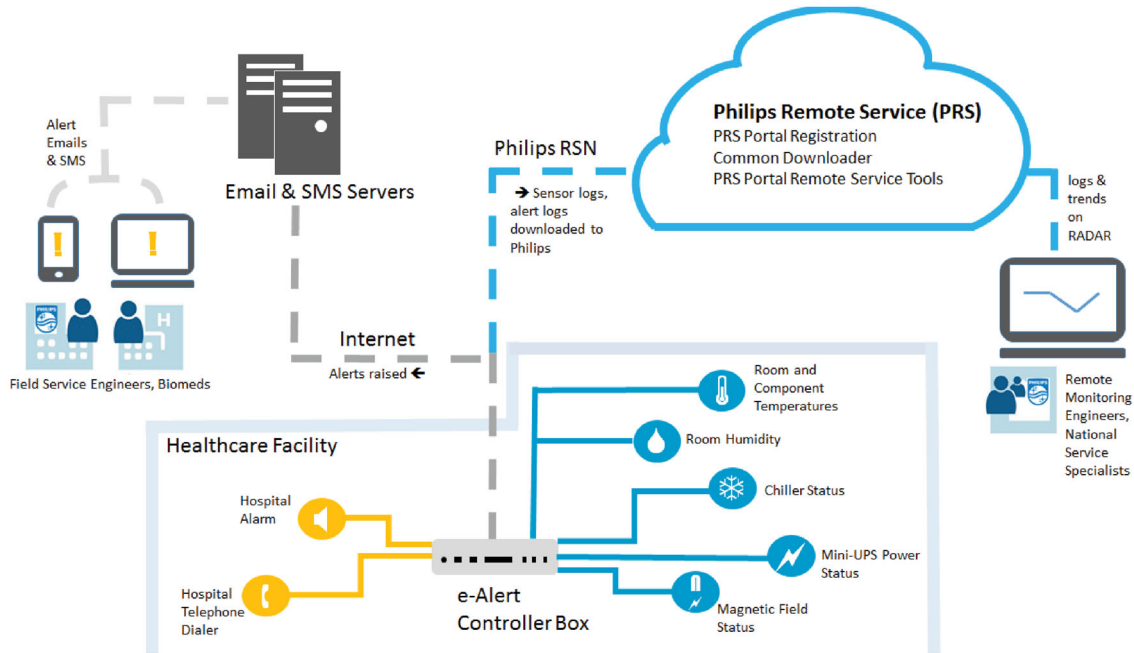 Alert
Emails
& SMS
Email & SMS Servers
Philips RSN
→ Sensor logs,
alert logs
downloaded to
Philips
Philips Remote Service (PRS)
PRS Portal Registration
Common Downloader
PRS Portal Remote Service Tools
logs &
trends
on
RADAR
!
!
PHILIPS
H
Field Service Engineers, Biomeds
Internet
Alerts raised ←
PHILIPS
Remote
Monitoring
Engineers,
National
Service
Specialists
Healthcare Facility
Room and
Component
Temperatures
Room Humidity
Chiller Status
Mini-UPS Power
Status
Magnetic Field
Status
Hospital
Alarm
Hospital
Telephone
Dialer
e-Alert
Controller Box